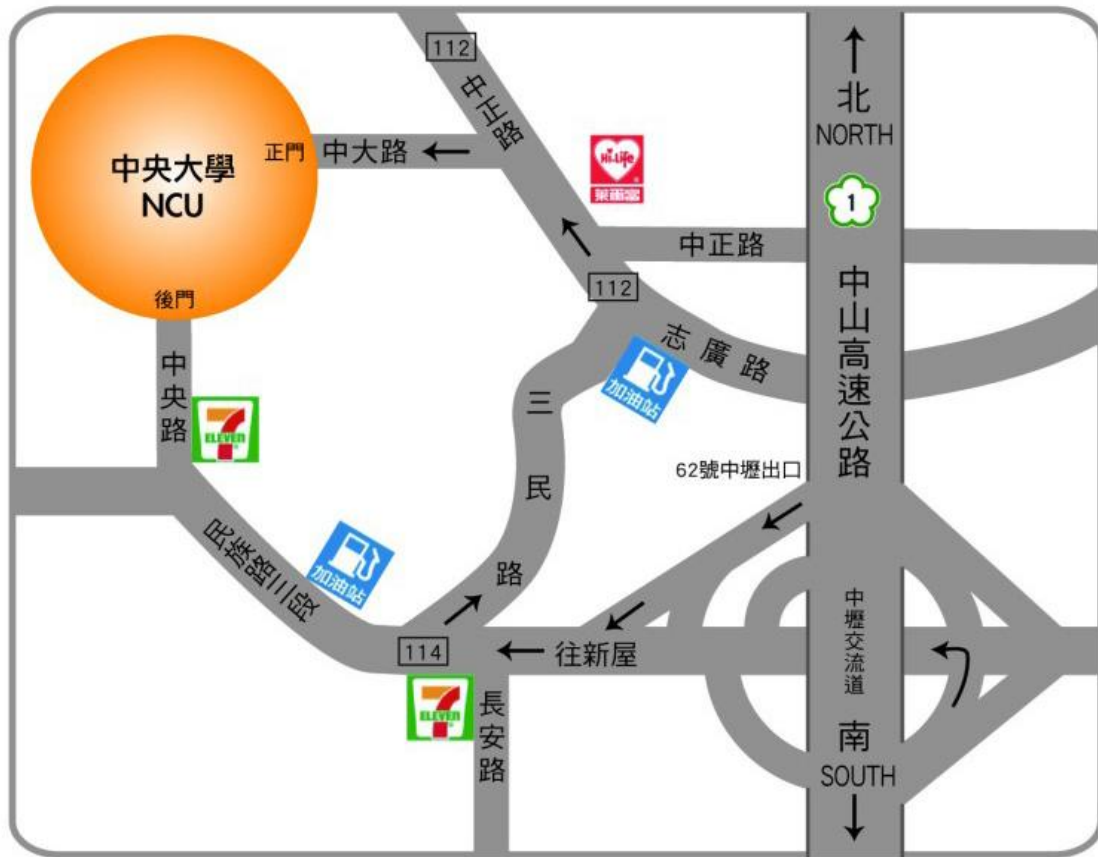 112
中正路
北
NORTH
正門
中大路
中央大學
NCU
Hi-Life
萊爾富
1
中正路
112
後門
志廣路
加油站
中山高速公路
中央路
7
ELEVEN
三民路
62號中壢出口
民族路三段
加油站
中壢交流道
114
往新屋
7
ELEVEN
長安路
南
SOUTH